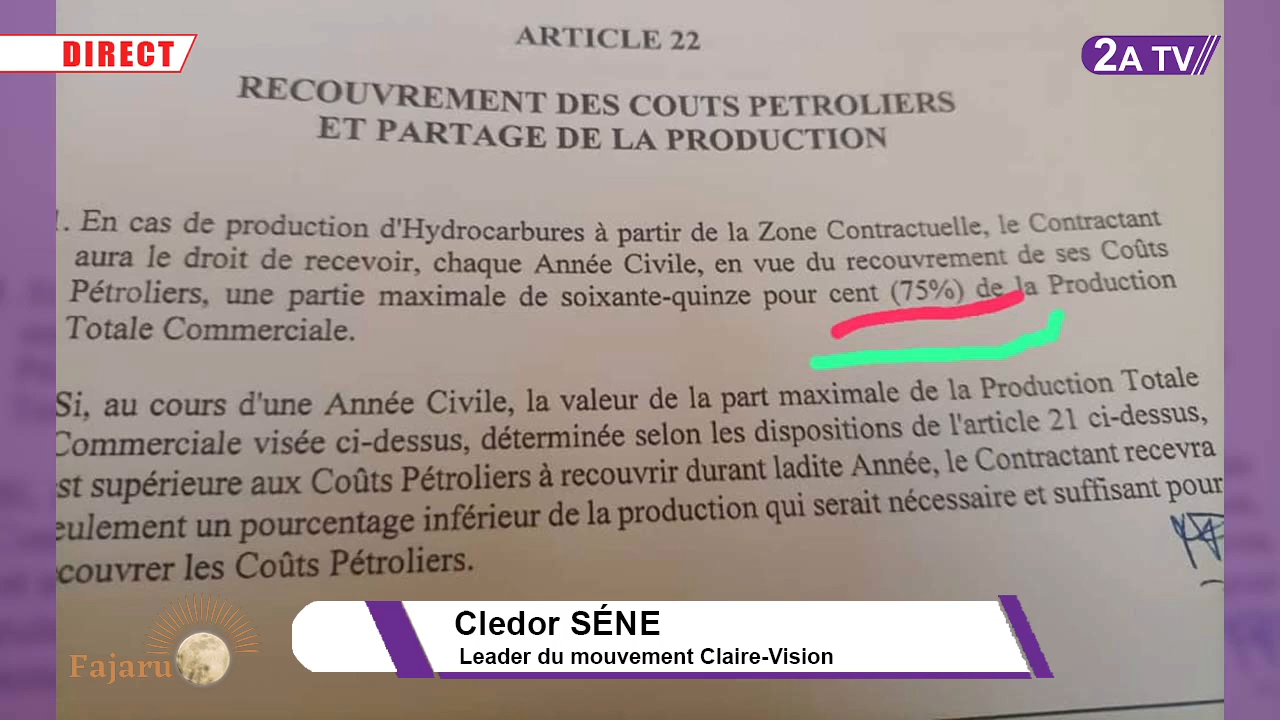 DIRECT
2A TV
ARTICLE 22
RECOUVREMENT DES COUTS PETROLIERS
ET PARTAGE DE LA PRODUCTION
1. En cas de production d'Hydrocarbures à partir de la Zone Contractuelle, le Contractant
aura le droit de recevoir, chaque Année Civile, en vue du recouvrement de ses Coûts
Pétroliers, une partie maximale de soixante-quinze pour cent (75%) de la Production
Totale Commerciale.
Si, au cours d'une Année Civile, la valeur de la part maximale de la Production Totale
Commerciale visée ci-dessus, déterminée selon les dispositions de l'article 21 ci-dessus,
st supérieure aux Coûts Pétroliers à recouvrir durant ladite Année, le Contractant recevra
eulement un pourcentage inférieur de la production qui serait nécessaire et suffisant pour
couvrer les Coûts Pétroliers.
Fajaru
Cledor SÉNE
Leader du mouvement Claire-Vision